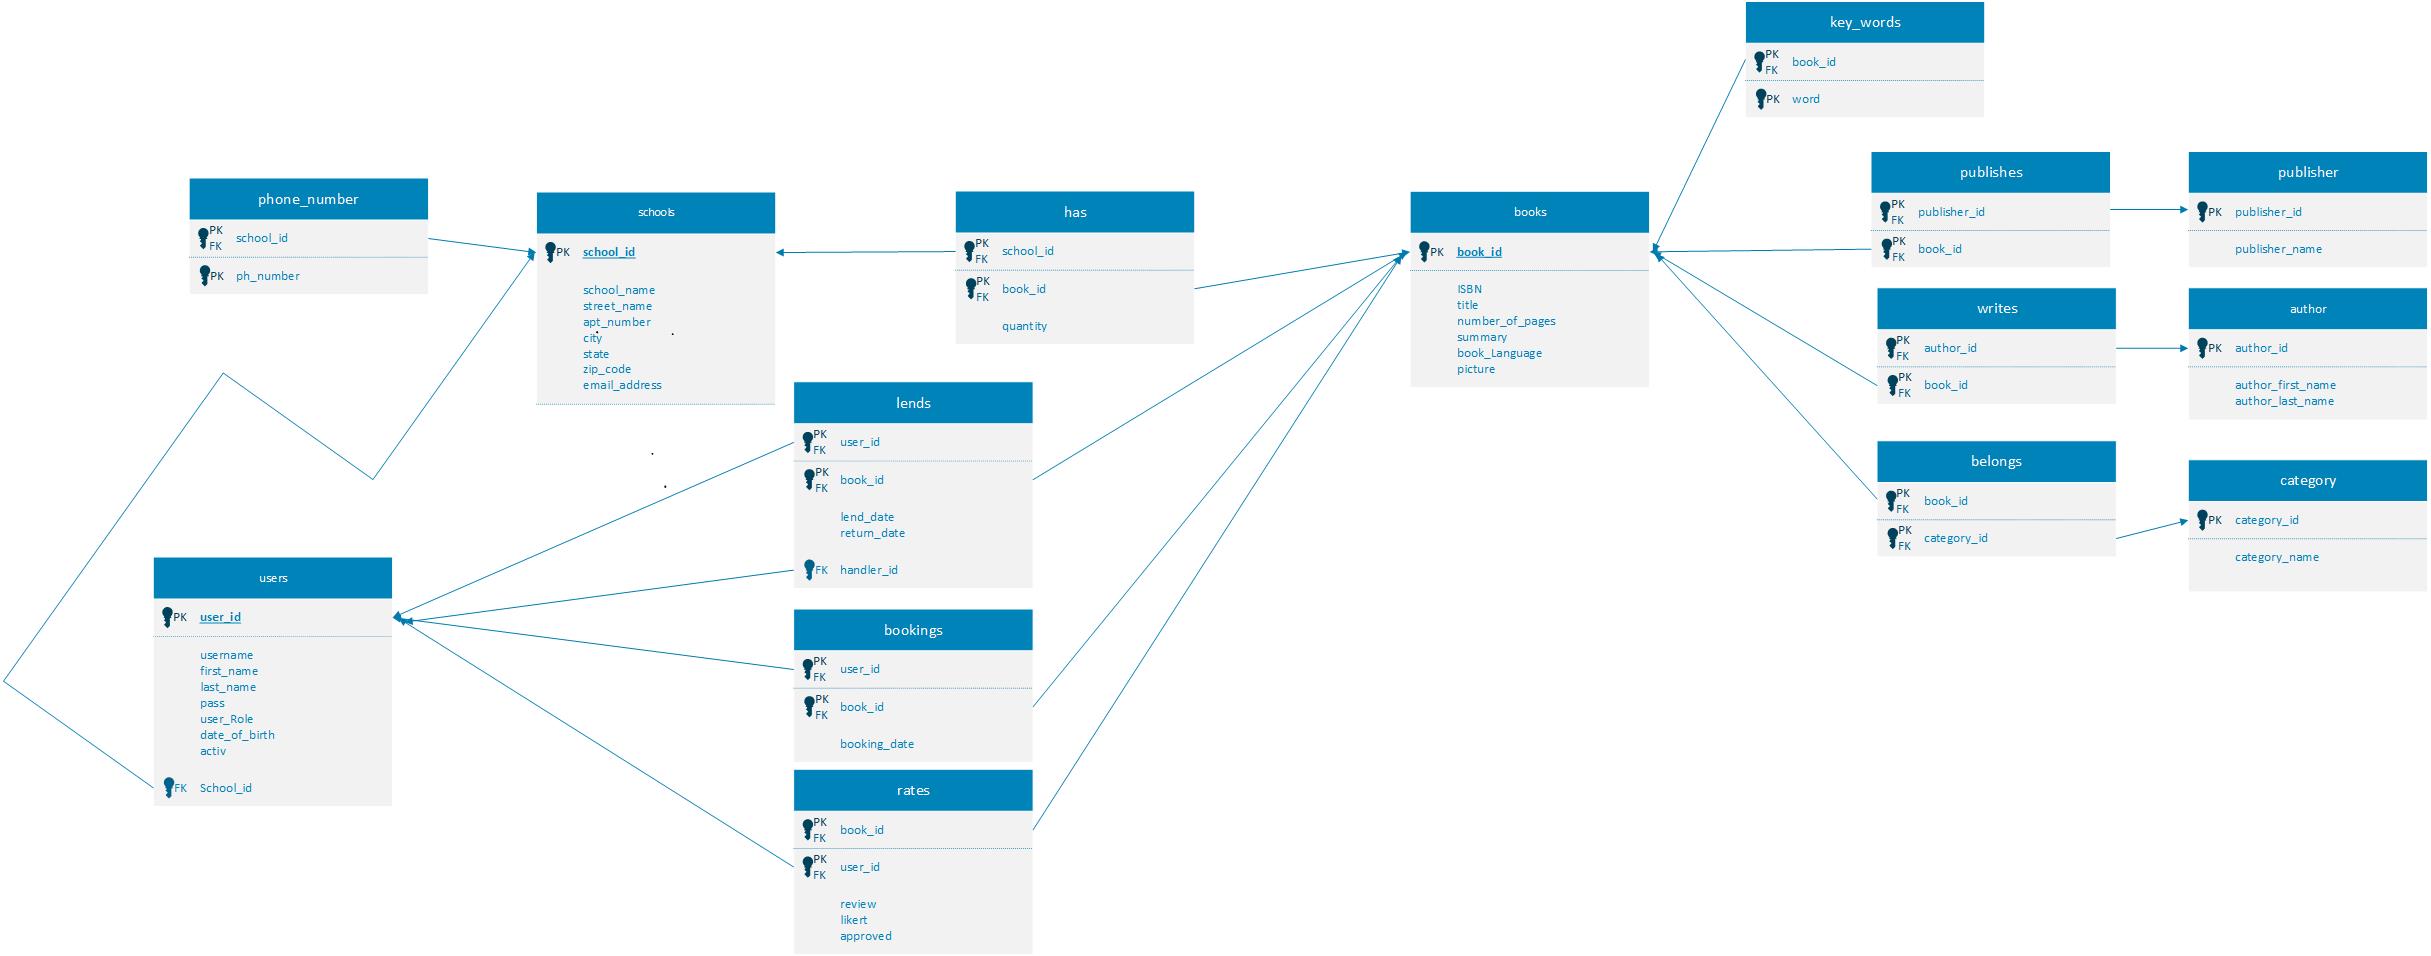 key_words
PK
FK
book_id
PK
word
phone_number
PK
FK
school_id
PK
ph_number
schools
PK
school_id
school_name
street_name
apt_number
city
state
zip_code
email_address
has
PK
FK
school_id
PK
FK
book_id
quantity
books
PK
book_id
ISBN
title
number_of_pages
summary
book_Language
picture
publishes
PK
FK
publisher_id
PK
FK
book_id
publisher
PK
publisher_id
publisher_name
writes
PK
FK
author_id
PK
FK
book_id
author
PK
author_id
author_first_name
author_last_name
belongs
PK
FK
book_id
PK
FK
category_id
category
PK
category_id
category_name
lends
PK
FK
user_id
PK
FK
book_id
lend_date
return_date
FK
handler_id
users
PK
user_id
username
first_name
last_name
pass
user_Role
date_of_birth
activ
FK
School_id
bookings
PK
FK
user_id
PK
FK
book_id
booking_date
rates
PK
FK
book_id
PK
FK
user_id
review
likert
approved